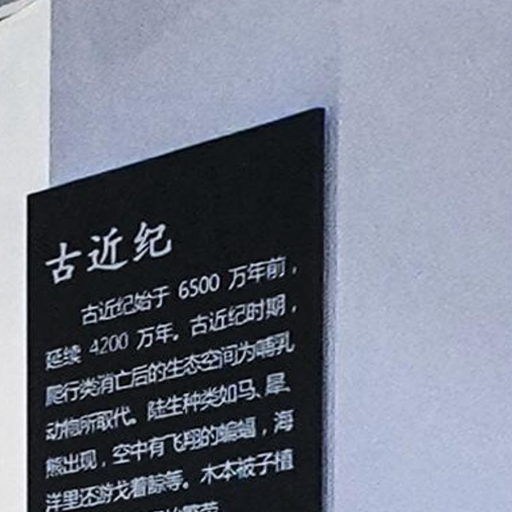 古近纪
古近纪始于 6500 万年前，
延续 4200 万年。古近纪时期，
爬行类消亡后的生态空间为哺乳
动物所取代。陆生种类如马、犀、
熊出现，空中有飞翔的蝙蝠，海
洋里还游弋着鲸等。木本被子植